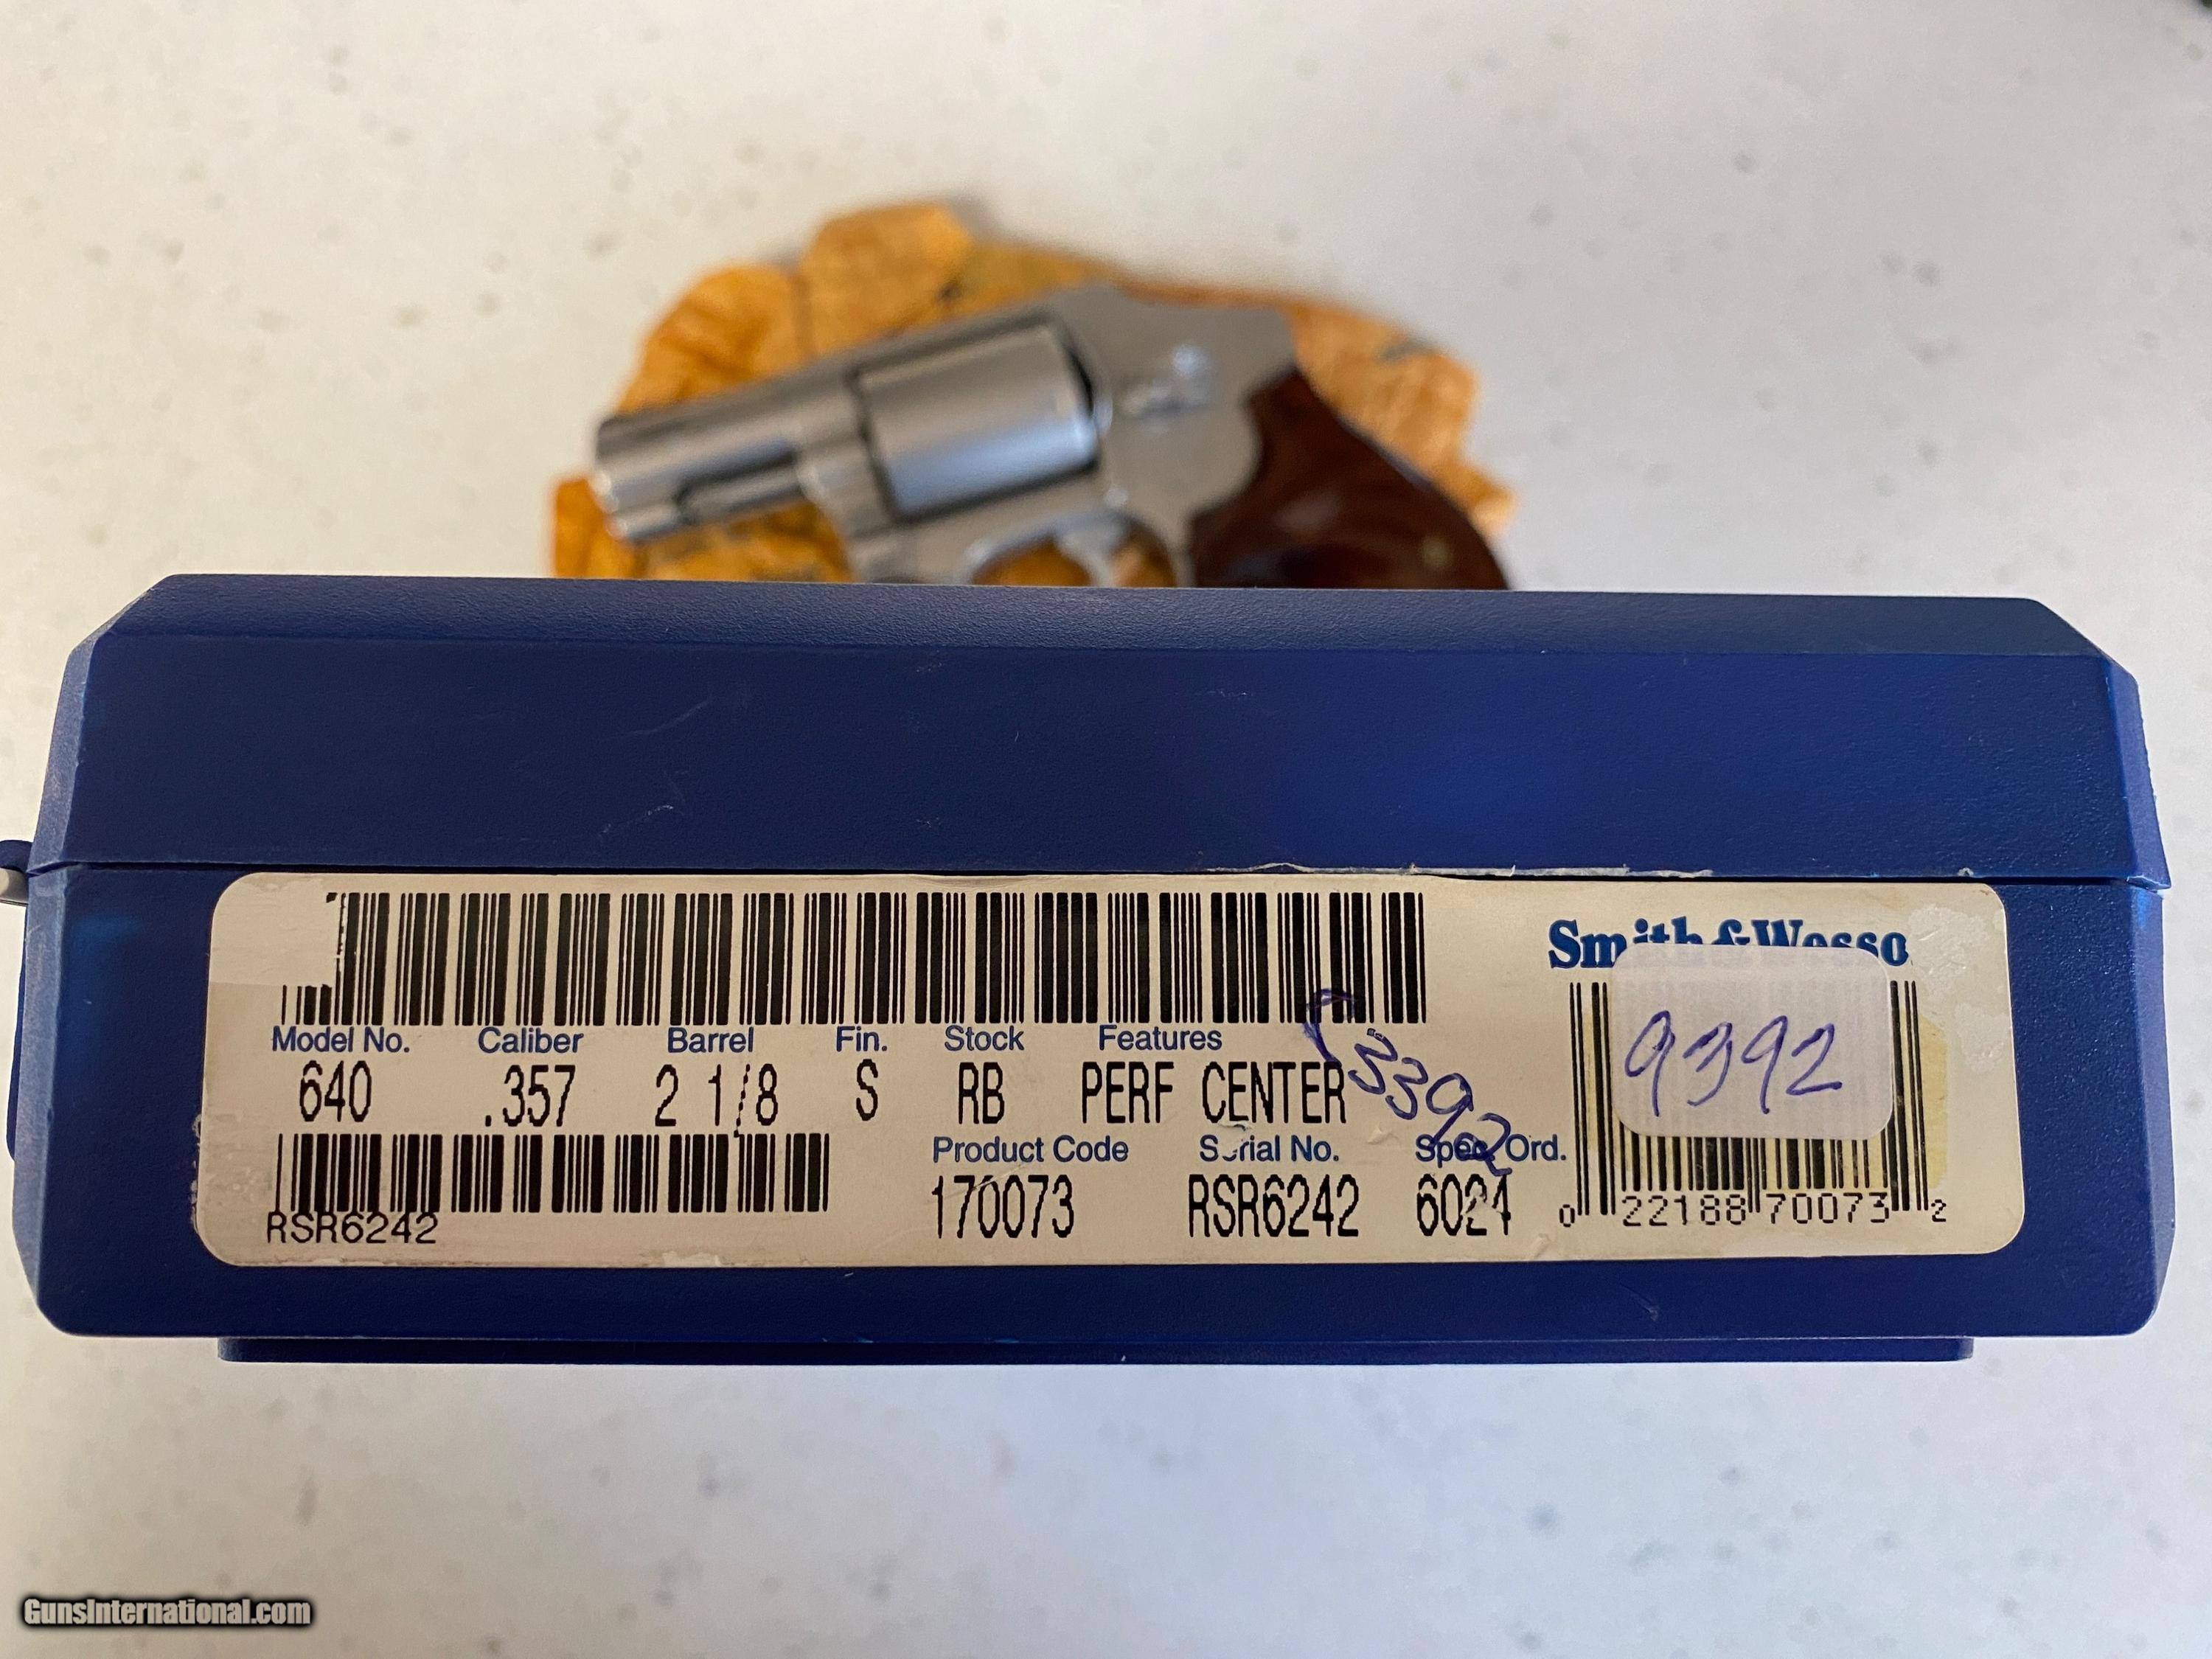 Smith & Wesso
Model No. Caliber Barrel Fin. Stock Features
640 .357 2 1/8 S RB PERF CENTER
9392
Product Code Serial No. Spec. Ord.
170073 RSR6242 6024
RSR6242
0 22188 70073 2
GunsInternational.com